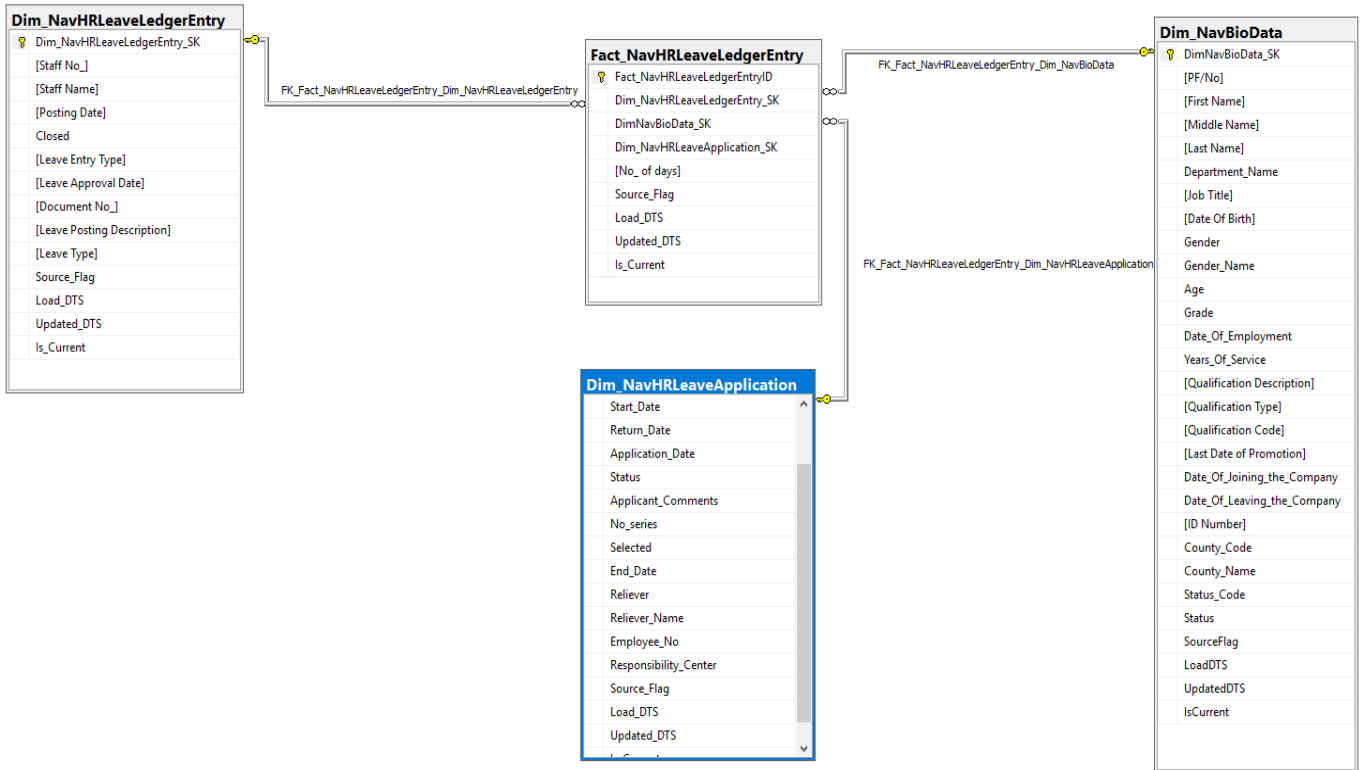 Dim_NavHRLeaveLedgerEntry
Dim_NavHRLeaveLedgerEntry_SK
[Staff No_]
[Staff Name]
[Posting Date]
Closed
[Leave Entry Type]
[Leave Approval Date]
[Document No_]
[Leave Posting Description]
[Leave Type]
Source_Flag
Load_DTS
Updated_DTS
Is_Current
FK_Fact_NavHRLeaveLedgerEntry_Dim_NavHRLeaveLedgerEntry
Fact_NavHRLeaveLedgerEntry
Fact_NavHRLeaveLedgerEntryID
Dim_NavHRLeaveLedgerEntry_SK
DimNavBioData_SK
Dim_NavHRLeaveApplication_SK
[No_ of days]
Source_Flag
Load_DTS
Updated_DTS
Is_Current
FK_Fact_NavHRLeaveLedgerEntry_Dim_NavBioData
FK_Fact_NavHRLeaveLedgerEntry_Dim_NavHRLeaveApplication
Dim_NavHRLeaveApplication
Start_Date
Return_Date
Application_Date
Status
Applicant_Comments
No_series
Selected
End_Date
Reliever
Reliever_Name
Employee_No
Responsibility_Center
Source_Flag
Load_DTS
Updated_DTS
Dim_NavBioData
DimNavBioData_SK
[PF/No]
[First Name]
[Middle Name]
[Last Name]
Department_Name
[Job Title]
[Date Of Birth]
Gender
Gender_Name
Age
Grade
Date_Of_Employment
Years_Of_Service
[Qualification Description]
[Qualification Type]
[Qualification Code]
[Last Date of Promotion]
Date_Of_Joining_the_Company
Date_Of_Leaving_the_Company
[ID Number]
County_Code
County_Name
Status_Code
Status
SourceFlag
LoadDTS
UpdatedDTS
IsCurrent